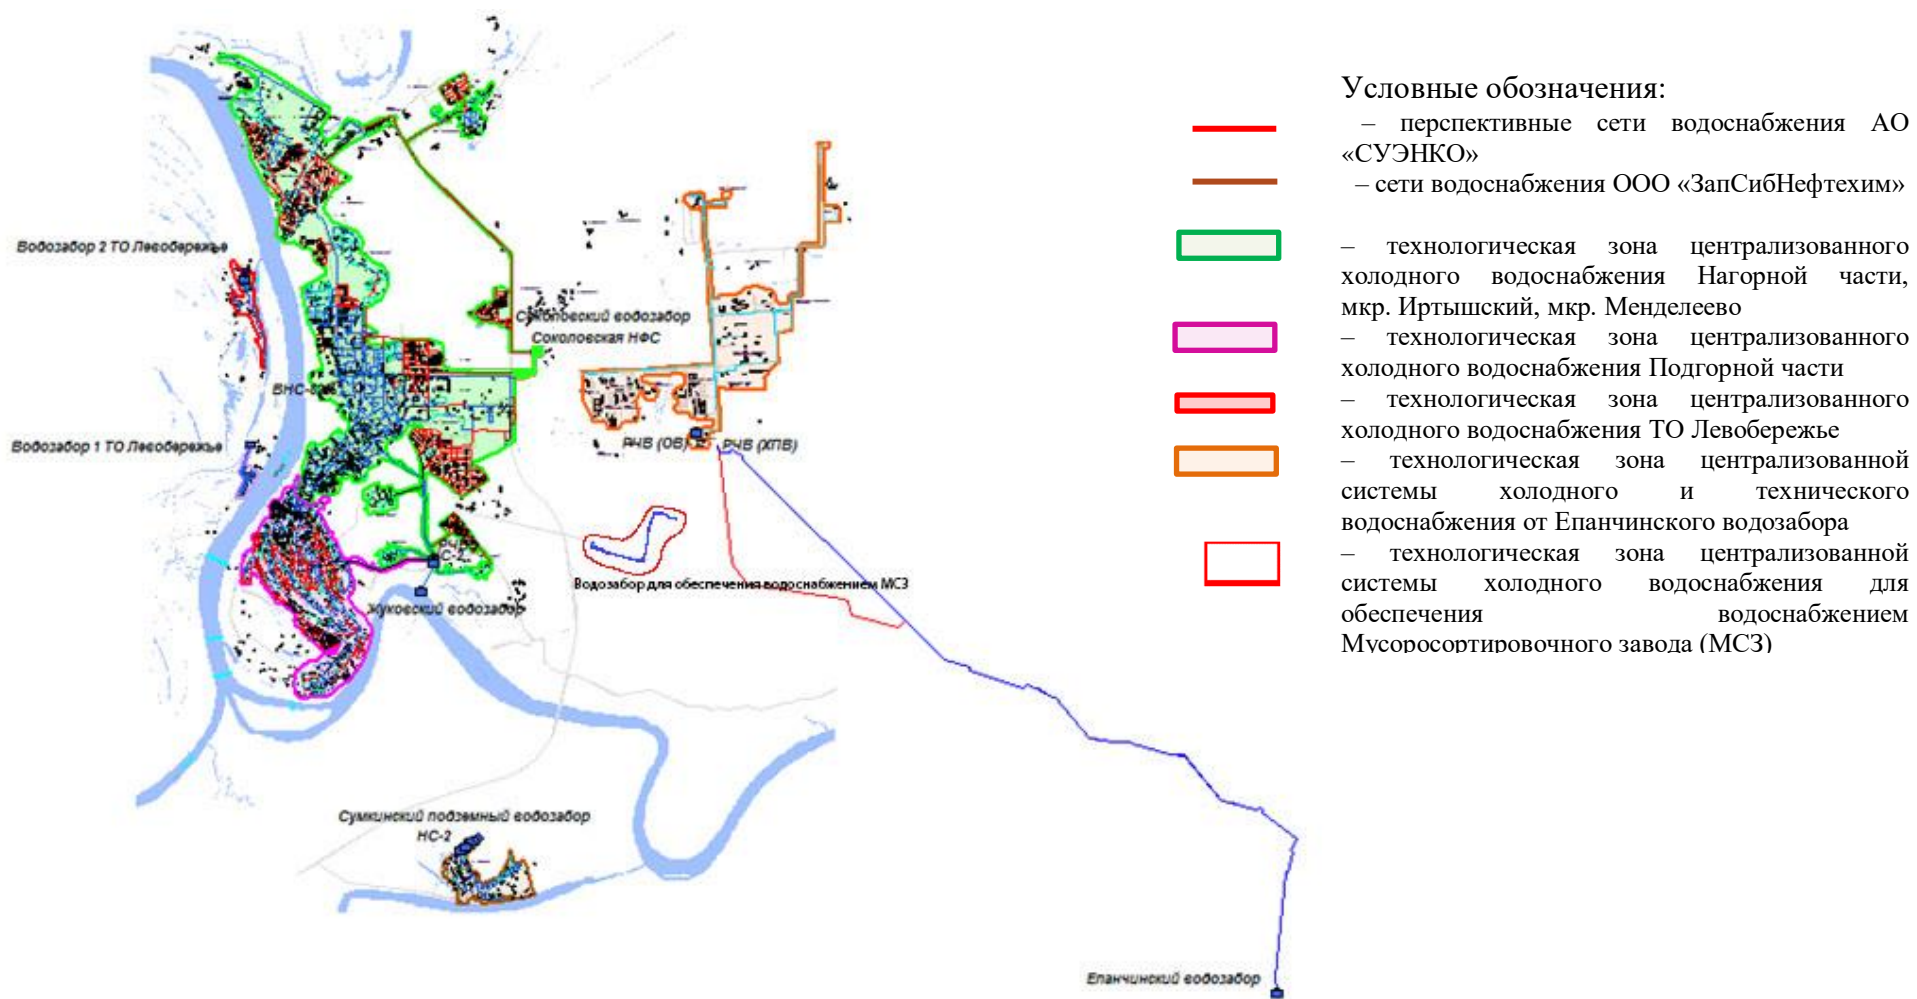 Водозабор 2 ТО Левобережье
Соколовская НФС
Водозабор 1 ТО Левобережье
РЧВ (ОВ)
РЧВ (ХПВ)
Водозабор для обеспечения водоснабжением МСЗ
Жуковский водозабор
Сумкинский подземный водозабор
НС-2
Епанчинский водозабор
Условные обозначения:
– перспективные сети водоснабжения АО
«СУЭНКО»
– сети водоснабжения ООО «ЗапСибНефтехим»
– технологическая зона централизованного
холодного водоснабжения Нагорной части,
мкр. Иртышский, мкр. Менделеево
– технологическая зона централизованного
холодного водоснабжения Подгорной части
– технологическая зона централизованного
холодного водоснабжения ТО Левобережье
– технологическая зона централизованной
системы холодного и технического
водоснабжения от Епанчинского водозабора
– технологическая зона централизованной
системы холодного водоснабжения для
обеспечения водоснабжением
Мусоросортировочного завода (МСЗ)